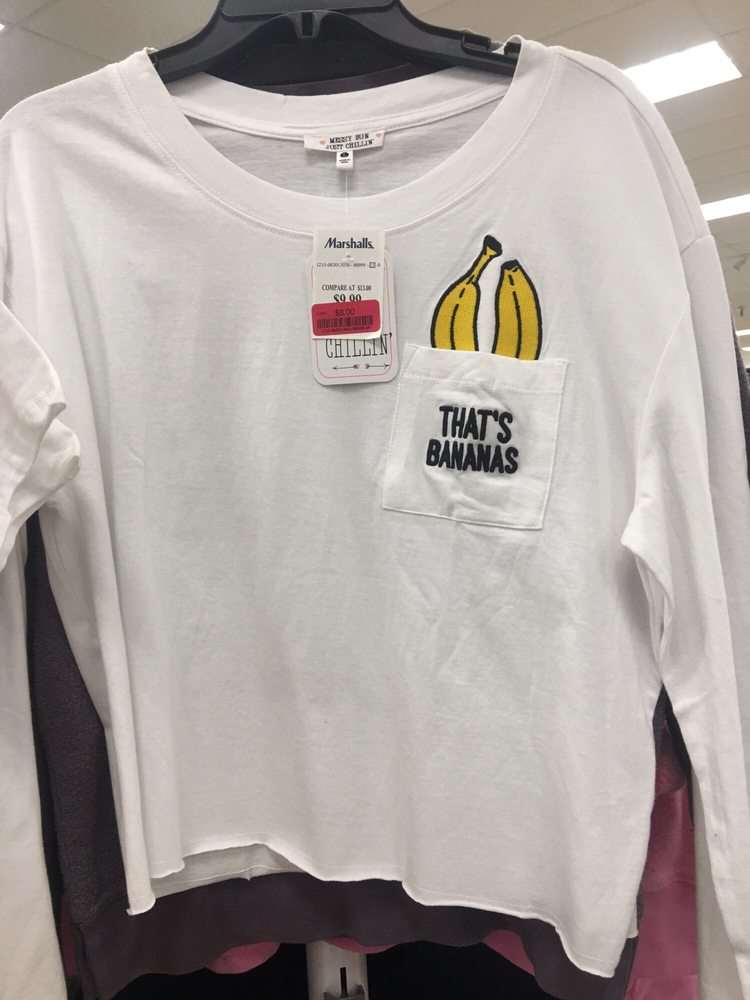 MESSY BUN
JUST CHILLIN'
L
Marshalls.
COMPARE AT $13.00
$9.99
$8.00
CHILLIN'
THAT'S
BANANAS